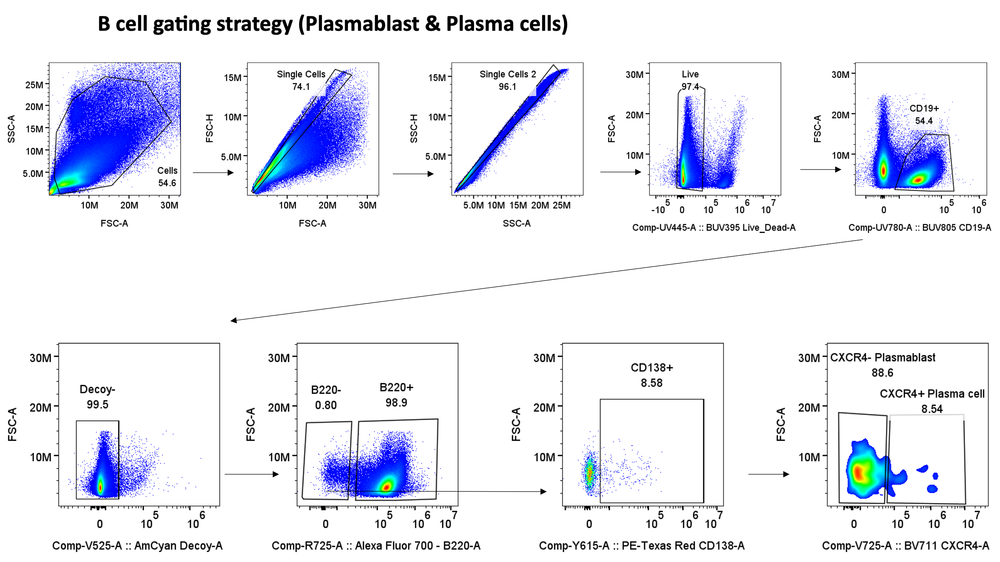 B cell gating strategy (Plasmablast & Plasma cells)
SSC-A
25M
20M
15M
10M
5.0M
Cells
54.6
10M 20M 30M
FSC-A
FSC-H
15M
10M
5.0M
Single Cells
74.1
10M 20M 30M
FSC-A
SSC-H
15M
10M
5.0M
Single Cells 2
96.1
5.0M 10M 15M 20M 25M
SSC-A
FSC-A
30M
20M
10M
Live
97.4
-10^5 0 10^5 10^6 10^7
Comp-UV445-A :: BUV395 Live_Dead-A
FSC-A
30M
20M
10M
CD19+
54.4
0 10^5 10^6
Comp-UV780-A :: BUV805 CD19-A
FSC-A
30M
20M
10M
Decoy-
99.5
0 10^5 10^6
Comp-V525-A :: AmCyan Decoy-A
FSC-A
30M
20M
10M
B220-
0.80
B220+
98.9
0 10^5 10^6 10^7
Comp-R725-A :: Alexa Fluor 700 - B220-A
FSC-A
30M
20M
10M
CD138+
8.58
0 10^5 10^6 10^7
Comp-Y615-A :: PE-Texas Red CD138-A
FSC-A
30M
20M
10M
CXCR4- Plasmablast
88.6
CXCR4+ Plasma cell
8.54
0 10^5 10^6 10^7
Comp-V725-A :: BV711 CXCR4-A